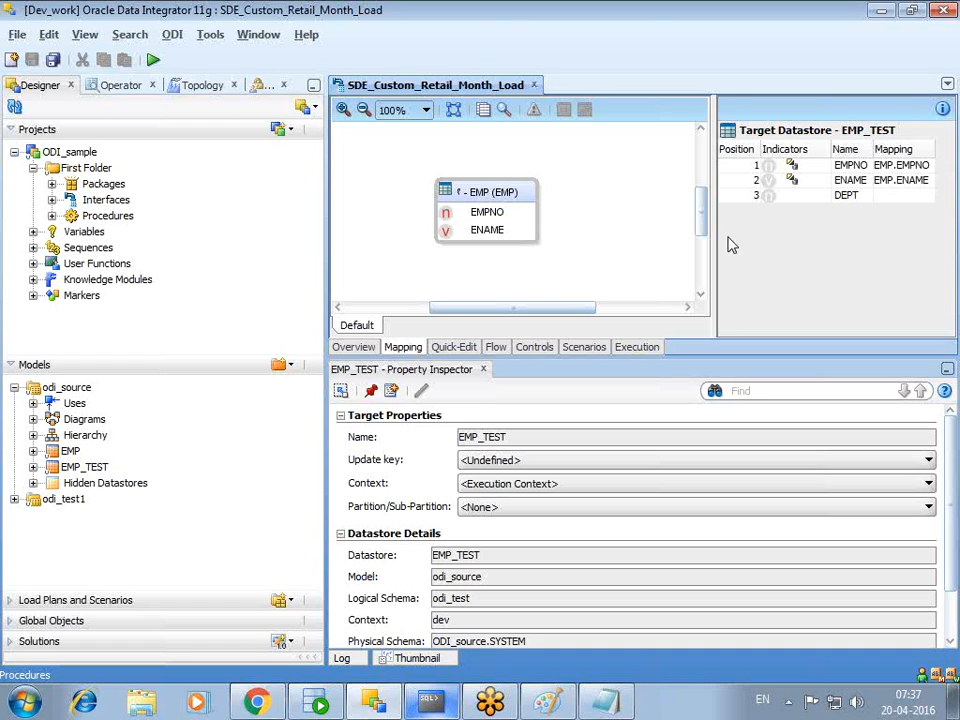 [Dev_work] Oracle Data Integrator 11g : SDE_Custom_Retail_Month_Load
File Edit View Search ODI Tools Window Help
Designer Operator Topology ...
SDE_Custom_Retail_Month_Load
100%
Projects
ODI_sample
First Folder
Packages
Interfaces
Procedures
Variables
Sequences
User Functions
Knowledge Modules
Markers
Models
odi_source
Uses
Diagrams
Hierarchy
EMP
EMP_TEST
Hidden Datastores
odi_test1
Load Plans and Scenarios
Global Objects
Solutions
Procedures
- EMP (EMP)
n EMPNO
v ENAME
Default
Overview Mapping Quick-Edit Flow Controls Scenarios Execution
Target Datastore - EMP_TEST
Position Indicators Name Mapping
1 n EMPNO EMP.EMPNO
2 v ENAME EMP.ENAME
3 n DEPT
EMP_TEST - Property Inspector
Find
Target Properties
Name: EMP_TEST
Update key: <Undefined>
Context: <Execution Context>
Partition/Sub-Partition: <None>
Datastore Details
Datastore: EMP_TEST
Model: odi_source
Logical Schema: odi_test
Context: dev
Physical Schema: ODI_source.SYSTEM
Log Thumbnail
EN
07:37
20-04-2016